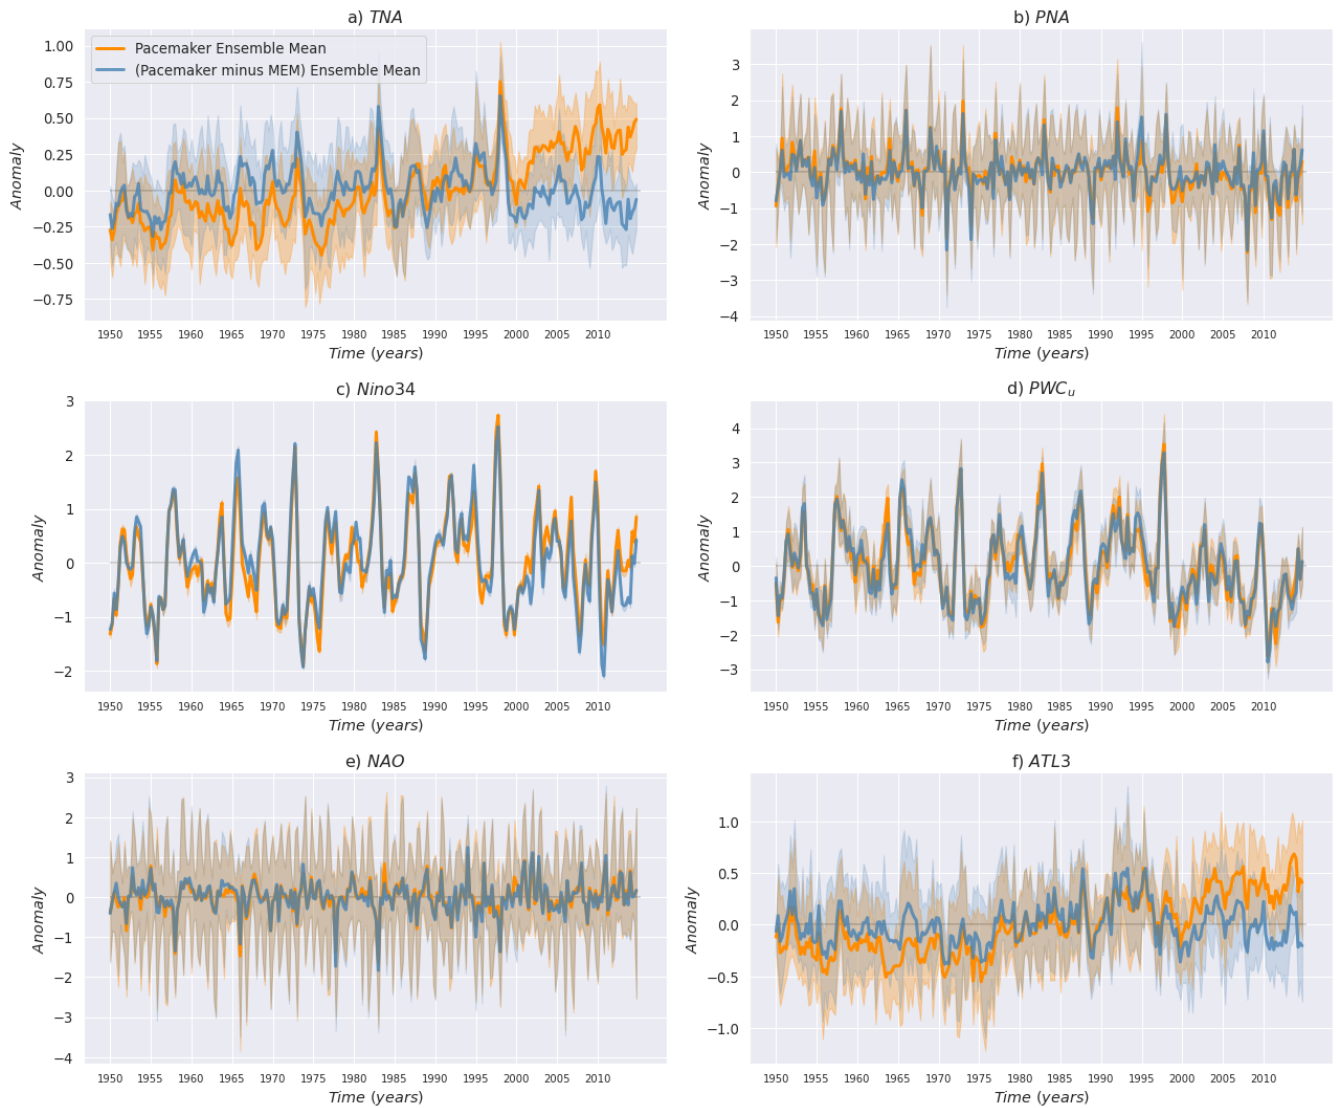 a) TNA
1.00
0.75
0.50
0.25
0.00
−0.25
−0.50
−0.75
Anomaly
Pacemaker Ensemble Mean
(Pacemaker minus MEM) Ensemble Mean
1950 1955 1960 1965 1970 1975 1980 1985 1990 1995 2000 2005 2010
Time (years)
b) PNA
3
2
1
0
−1
−2
−3
−4
Anomaly
1950 1955 1960 1965 1970 1975 1980 1985 1990 1995 2000 2005 2010
Time (years)
c) Nino34
3
2
1
0
−1
−2
Anomaly
1950 1955 1960 1965 1970 1975 1980 1985 1990 1995 2000 2005 2010
Time (years)
d) PWCu
4
3
2
1
0
−1
−2
−3
Anomaly
1950 1955 1960 1965 1970 1975 1980 1985 1990 1995 2000 2005 2010
Time (years)
e) NAO
3
2
1
0
−1
−2
−3
−4
Anomaly
1950 1955 1960 1965 1970 1975 1980 1985 1990 1995 2000 2005 2010
Time (years)
f) ATL3
1.0
0.5
0.0
−0.5
−1.0
Anomaly
1950 1955 1960 1965 1970 1975 1980 1985 1990 1995 2000 2005 2010
Time (years)